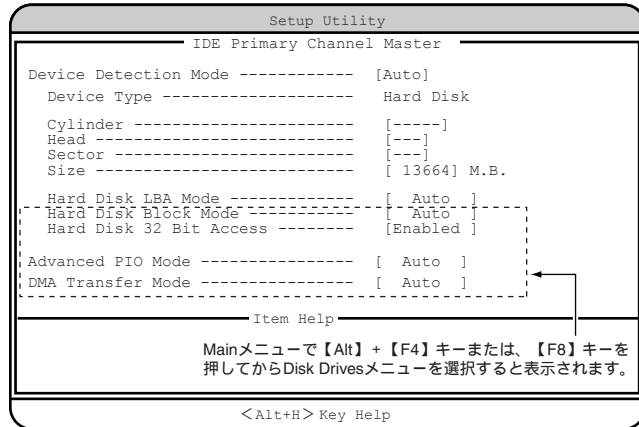 Setup Utility
IDE Primary Channel Master
Device Detection Mode ------------ [Auto]
Device Type -------------------- Hard Disk
Cylinder ----------------------- [-----]
Head --------------------------- [---]
Sector ------------------------- [---]
Size --------------------------- [ 13664] M.B.
Hard Disk LBA Mode ------------- [ Auto ]
Hard Disk Block Mode ----------- [ Auto ]
Hard Disk 32 Bit Access -------- [Enabled ]
Advanced PIO Mode ---------------- [ Auto ]
DMA Transfer Mode ---------------- [ Auto ]
Item Help
Mainメニューで【Alt】+【F4】キーまたは、【F8】キーを
押してからDisk Drivesメニューを選択すると表示されます。
＜Alt+H＞Key Help